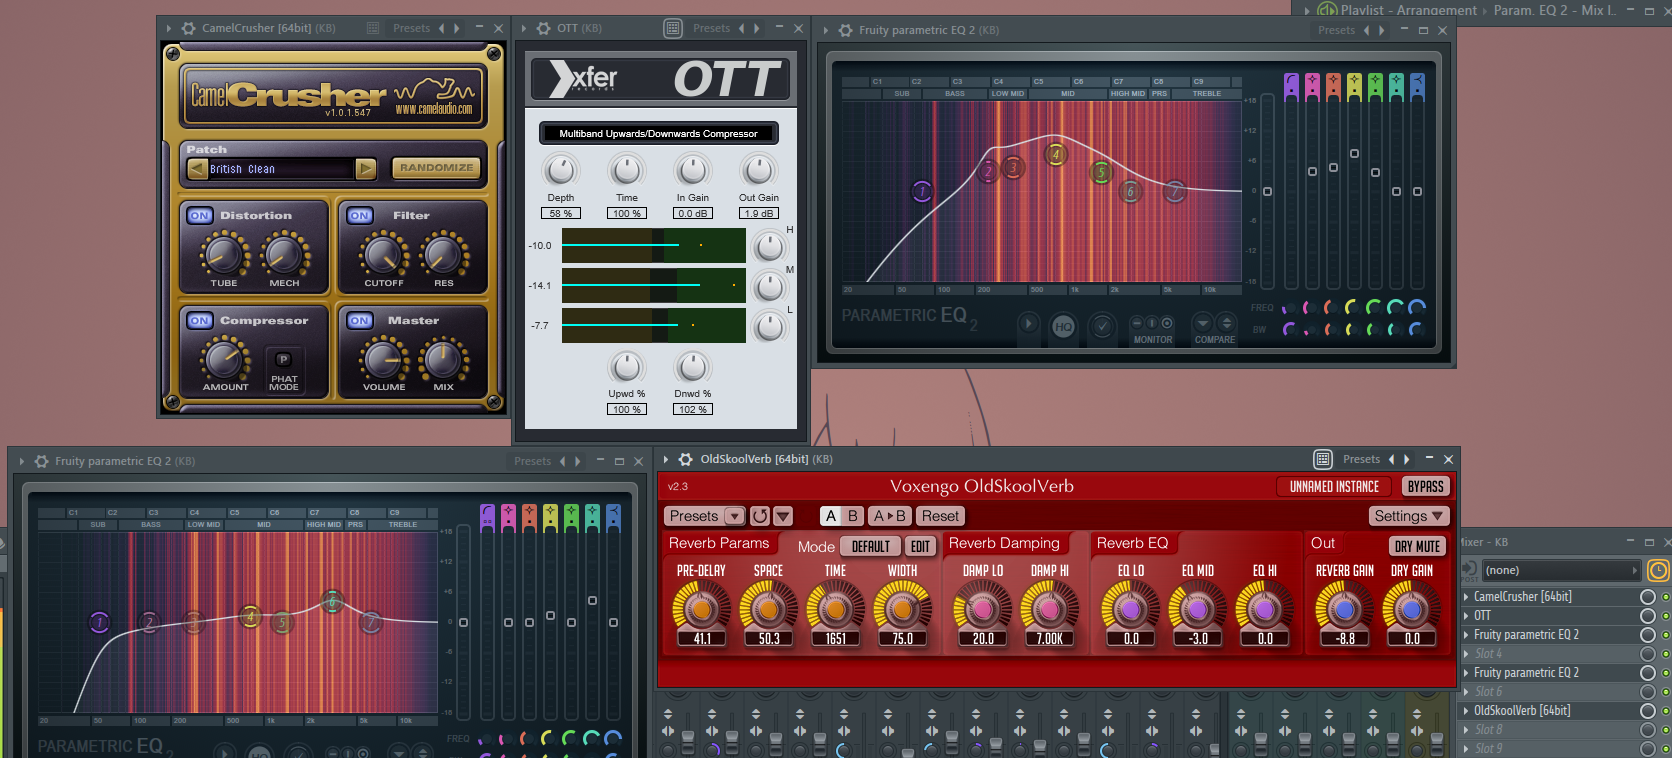 CamelCrusher [64bit] (KB) Presets
OTT (KB) Presets
Fruity parametric EQ 2 (KB) Presets
Playlist - Arrangement Param. EQ 2 - Mix I..
CamelCrusher
www.camelaudio.com
v1.0.1.547
Patch
British Clean
RANDOMIZE
ON Distortion
TUBE MECH
ON Filter
CUTOFF RES
ON Compressor
AMOUNT
P
PHAT MODE
ON Master
VOLUME MIX
xfer records OTT
Multiband Upwards/Downwards Compressor
Depth Time In Gain Out Gain
58 % 100 % 0.0 dB 1.9 dB
H
-10.0
M
-14.1
L
-7.7
Upwd % Dnwd %
100 % 102 %
C1 C2 C3 C4 C5 C6 C7 C8 C9
SUB BASS LOW MID MID HIGH MID PRS TREBLE
+18
+12
+6
0
-6
-12
-18
1 2 3 4 5 6 7
20 50 100 200 500 1k 2k 5k 10k
FREQ
BW
PARAMETRIC EQ 2
HQ
MONITOR
COMPARE
Fruity parametric EQ 2 (KB) Presets
C1 C2 C3 C4 C5 C6 C7 C8 C9
SUB BASS LOW MID MID HIGH MID PRS TREBLE
+18
+12
+6
0
-6
-12
-18
1 2 3 4 5 6 7
20 50 100 200 500 1k 2k 5k 10k
FREQ
PARAMETRIC EQ 2
HQ
OldSkoolVerb [64bit] (KB) Presets
v2.3 Voxengo OldSkoolVerb UNNAMED INSTANCE BYPASS
Presets A B A▸B Reset Settings
Reverb Params Mode DEFAULT EDIT Reverb Damping Reverb EQ Out DRY MUTE
PRE-DELAY SPACE TIME WIDTH DAMP LO DAMP HI EQ LO EQ MID EQ HI REVERB GAIN DRY GAIN
41.1 50.3 1651 75.0 20.0 7.00K 0.0 -3.0 0.0 -8.8 0.0
Mixer - KB
POST
(none)
CamelCrusher [64bit]
OTT
Fruity parametric EQ 2
Slot 4
Fruity parametric EQ 2
Slot 6
OldSkoolVerb [64bit]
Slot 8
Slot 9